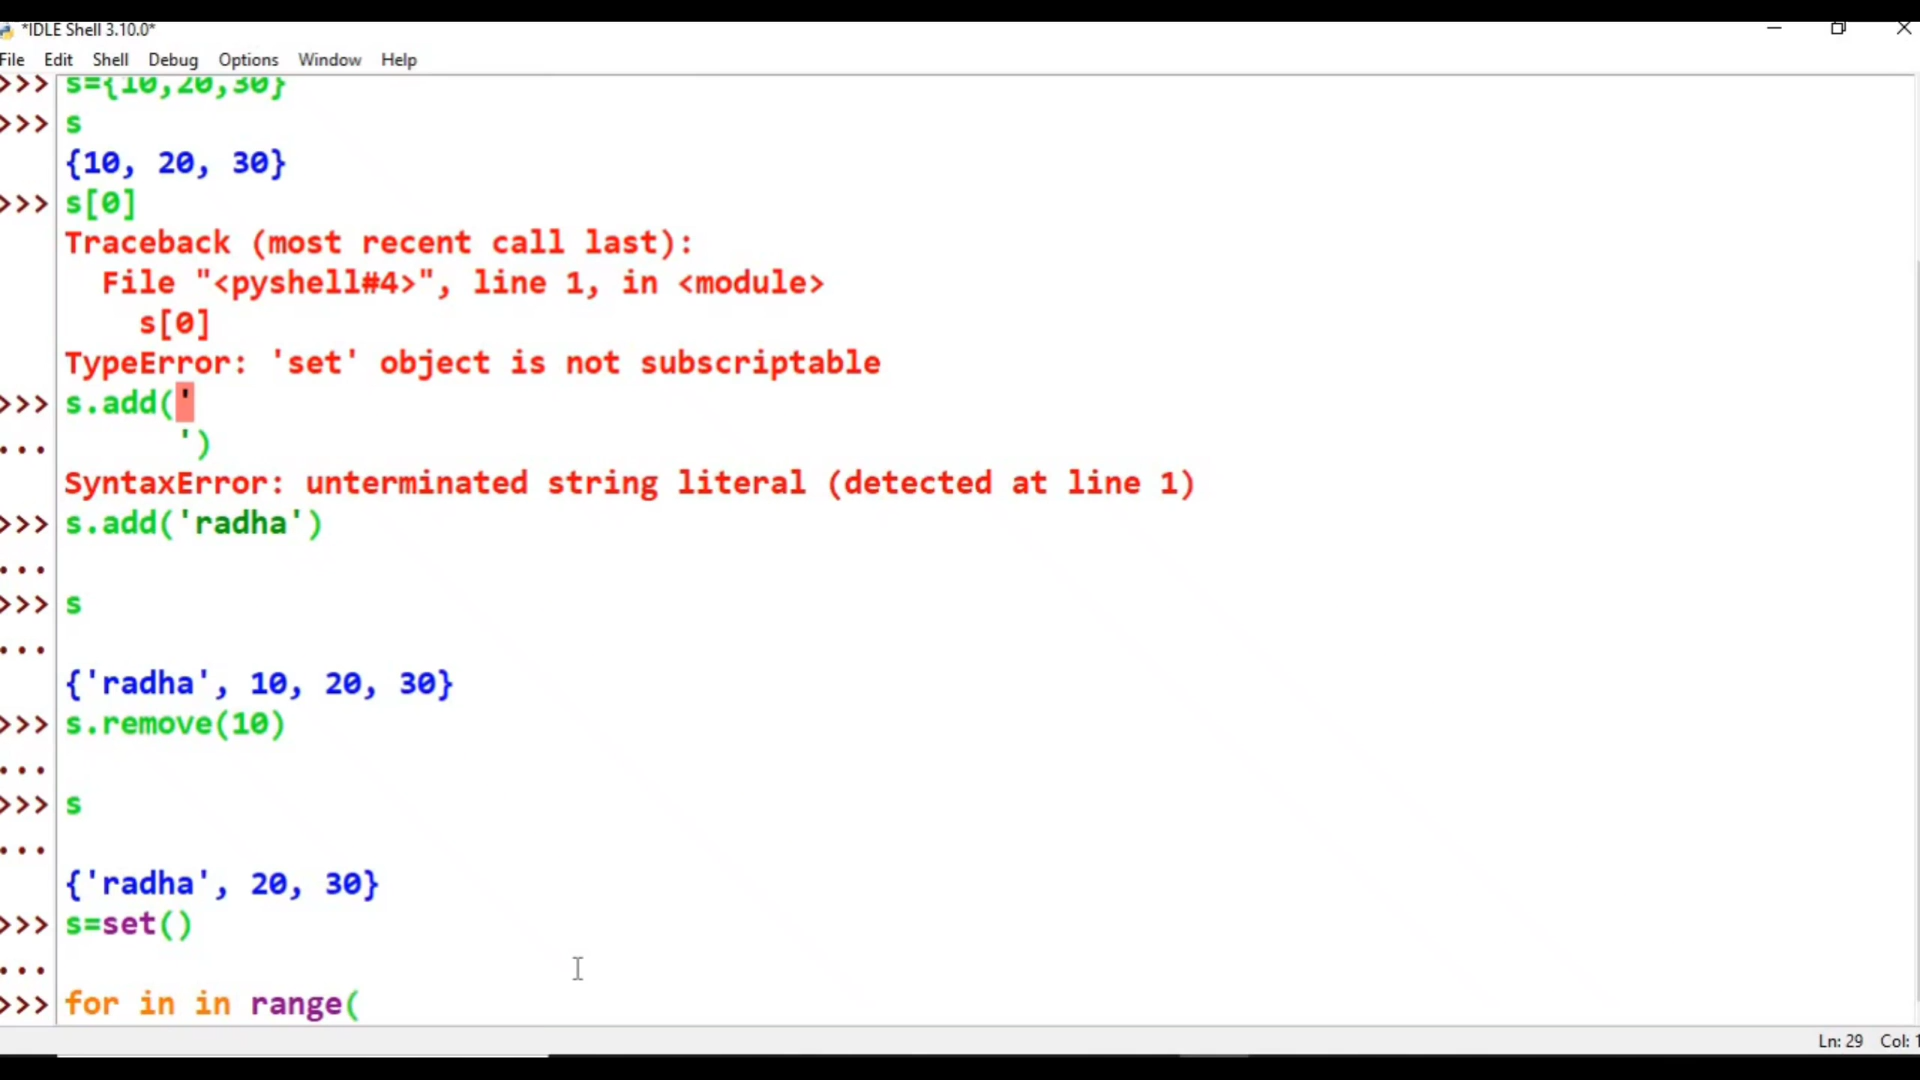 *IDLE Shell 3.10.0*
File Edit Shell Debug Options Window Help
>>> s={10,20,30}
>>> s
{10, 20, 30}
>>> s[0]
Traceback (most recent call last):
  File "<pyshell#4>", line 1, in <module>
    s[0]
TypeError: 'set' object is not subscriptable
>>> s.add('
... ')
SyntaxError: unterminated string literal (detected at line 1)
>>> s.add('radha')
...
>>> s
...
{'radha', 10, 20, 30}
>>> s.remove(10)
...
>>> s
...
{'radha', 20, 30}
>>> s=set()
...
>>> for in in range(
Ln: 29 Col: 1